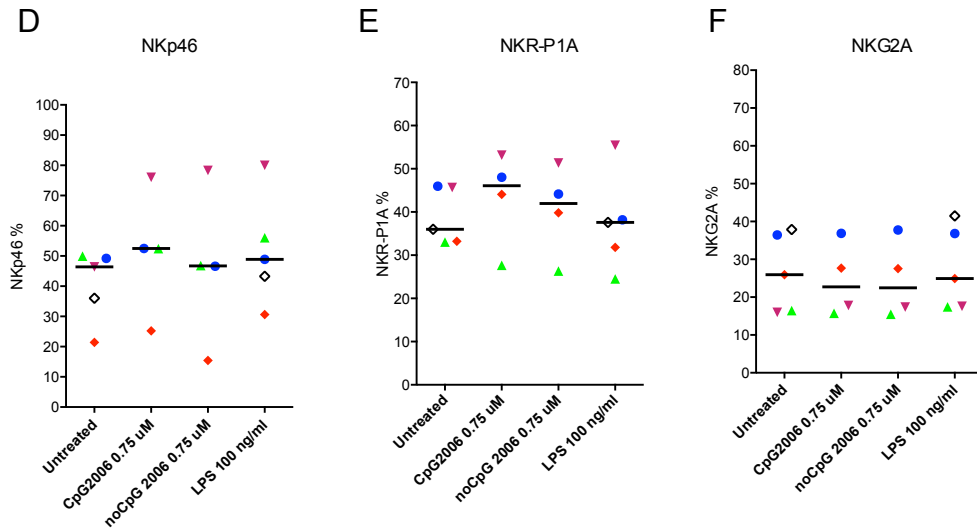 D
NKp46
NKp46 %
100
90
80
70
60
50
40
30
20
10
0
Untreated
CpG2006 0.75 uM
noCpG 2006 0.75 uM
LPS 100 ng/ml
E
NKR-P1A
NKR-P1A %
70
60
50
40
30
20
10
0
Untreated
CpG2006 0.75 uM
noCpG 2006 0.75 uM
LPS 100 ng/ml
F
NKG2A
NKG2A %
80
70
60
50
40
30
20
10
0
Untreated
CpG2006 0.75 uM
noCpG 2006 0.75 uM
LPS 100 ng/ml